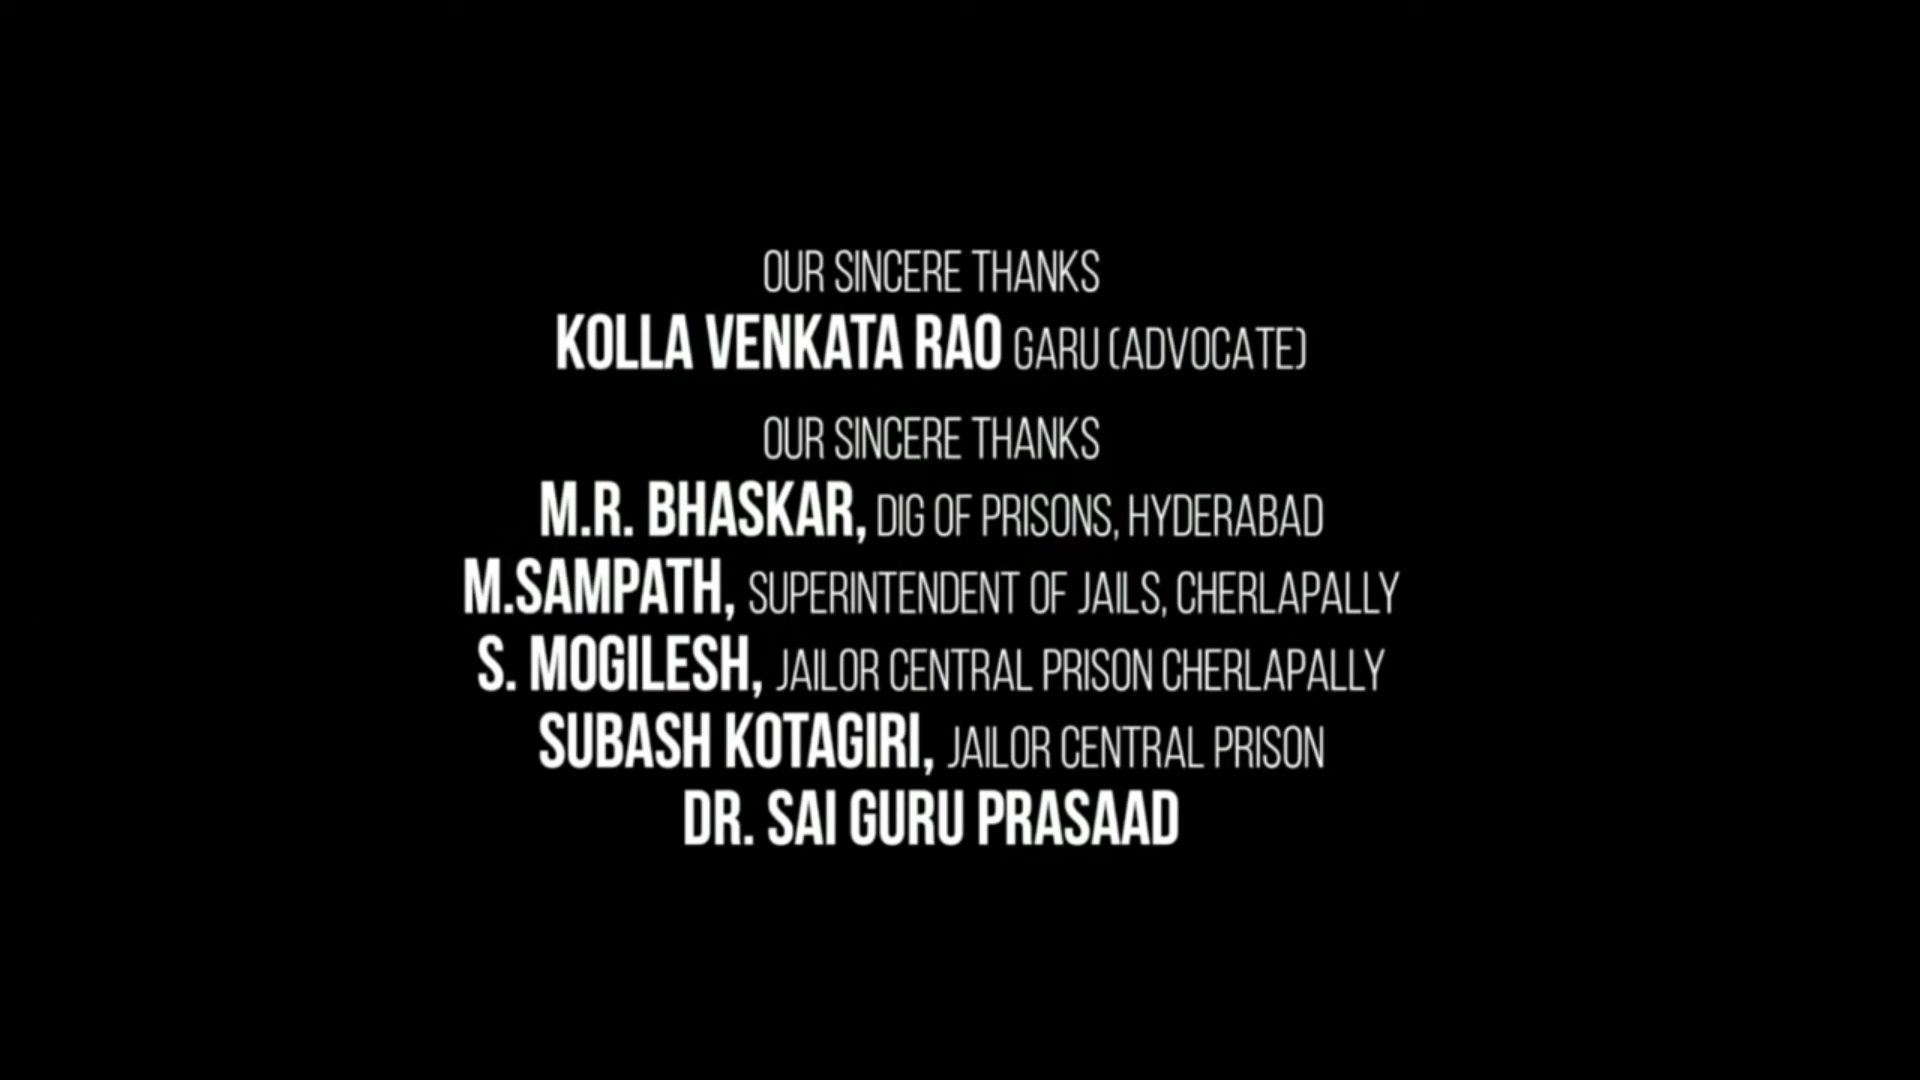 OUR SINCERE THANKS
KOLLA VENKATA RAO GARU (ADVOCATE)
OUR SINCERE THANKS
M.R. BHASKAR, DIG OF PRISONS, HYDERABAD
M.SAMPATH, SUPERINTENDENT OF JAILS, CHERLAPALLY
S. MOGILESH, JAILOR CENTRAL PRISON CHERLAPALLY
SUBASH KOTAGIRI, JAILOR CENTRAL PRISON
DR. SAI GURU PRASAAD